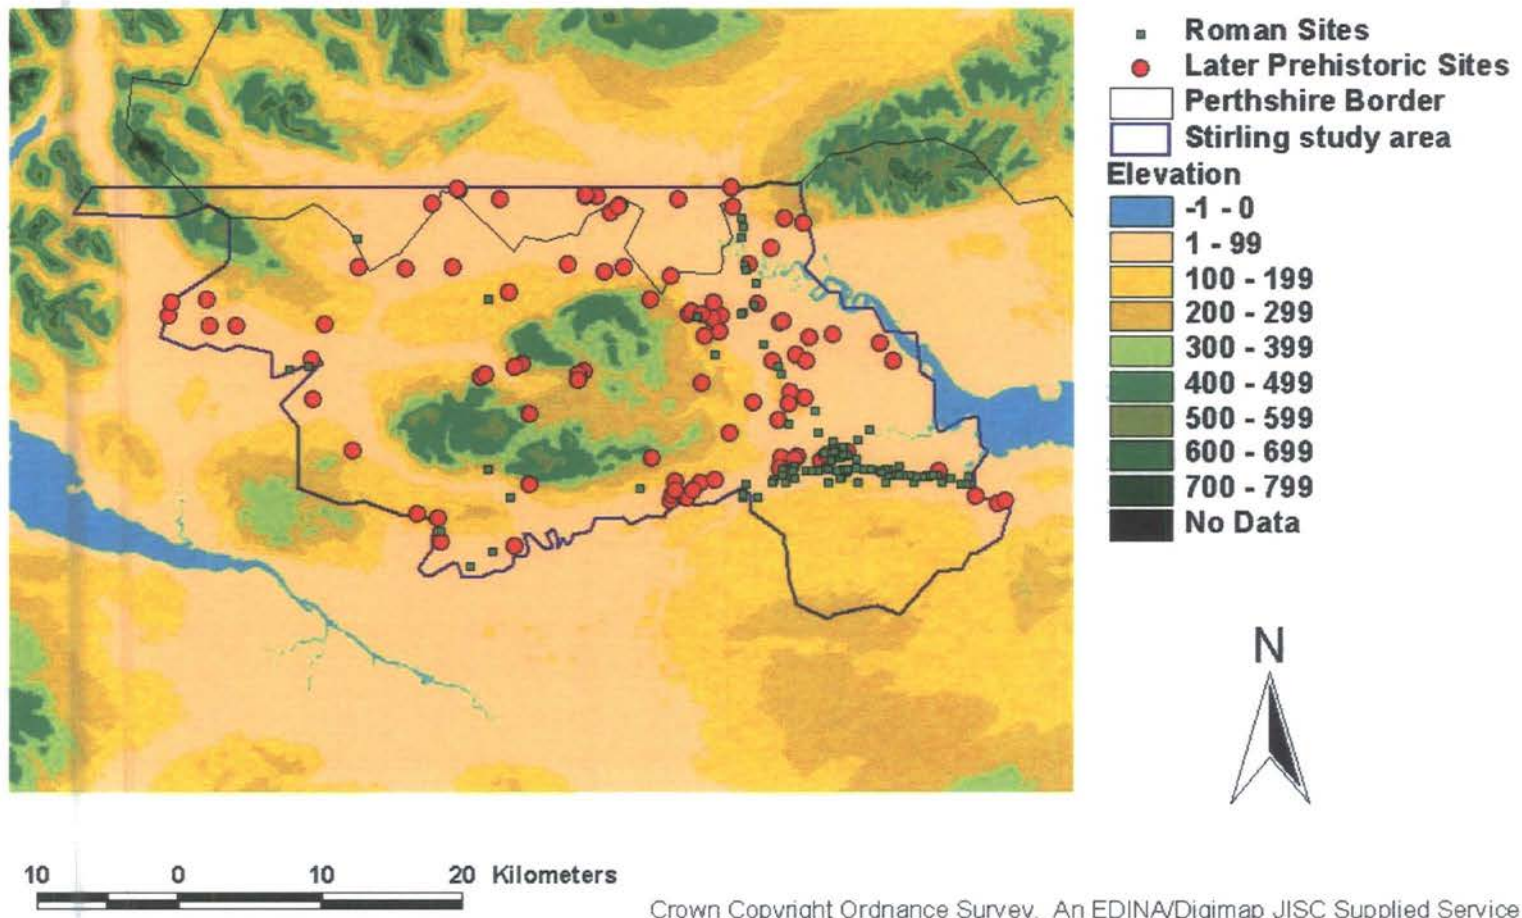 Roman Sites
Later Prehistoric Sites
Perthshire Border
Stirling study area
Elevation
-1 - 0
1 - 99
100 - 199
200 - 299
300 - 399
400 - 499
500 - 599
600 - 699
700 - 799
No Data
N
10 0 10 20 Kilometers
Crown Copyright Ordnance Survey. An EDINA/Digimap JISC Supplied Service